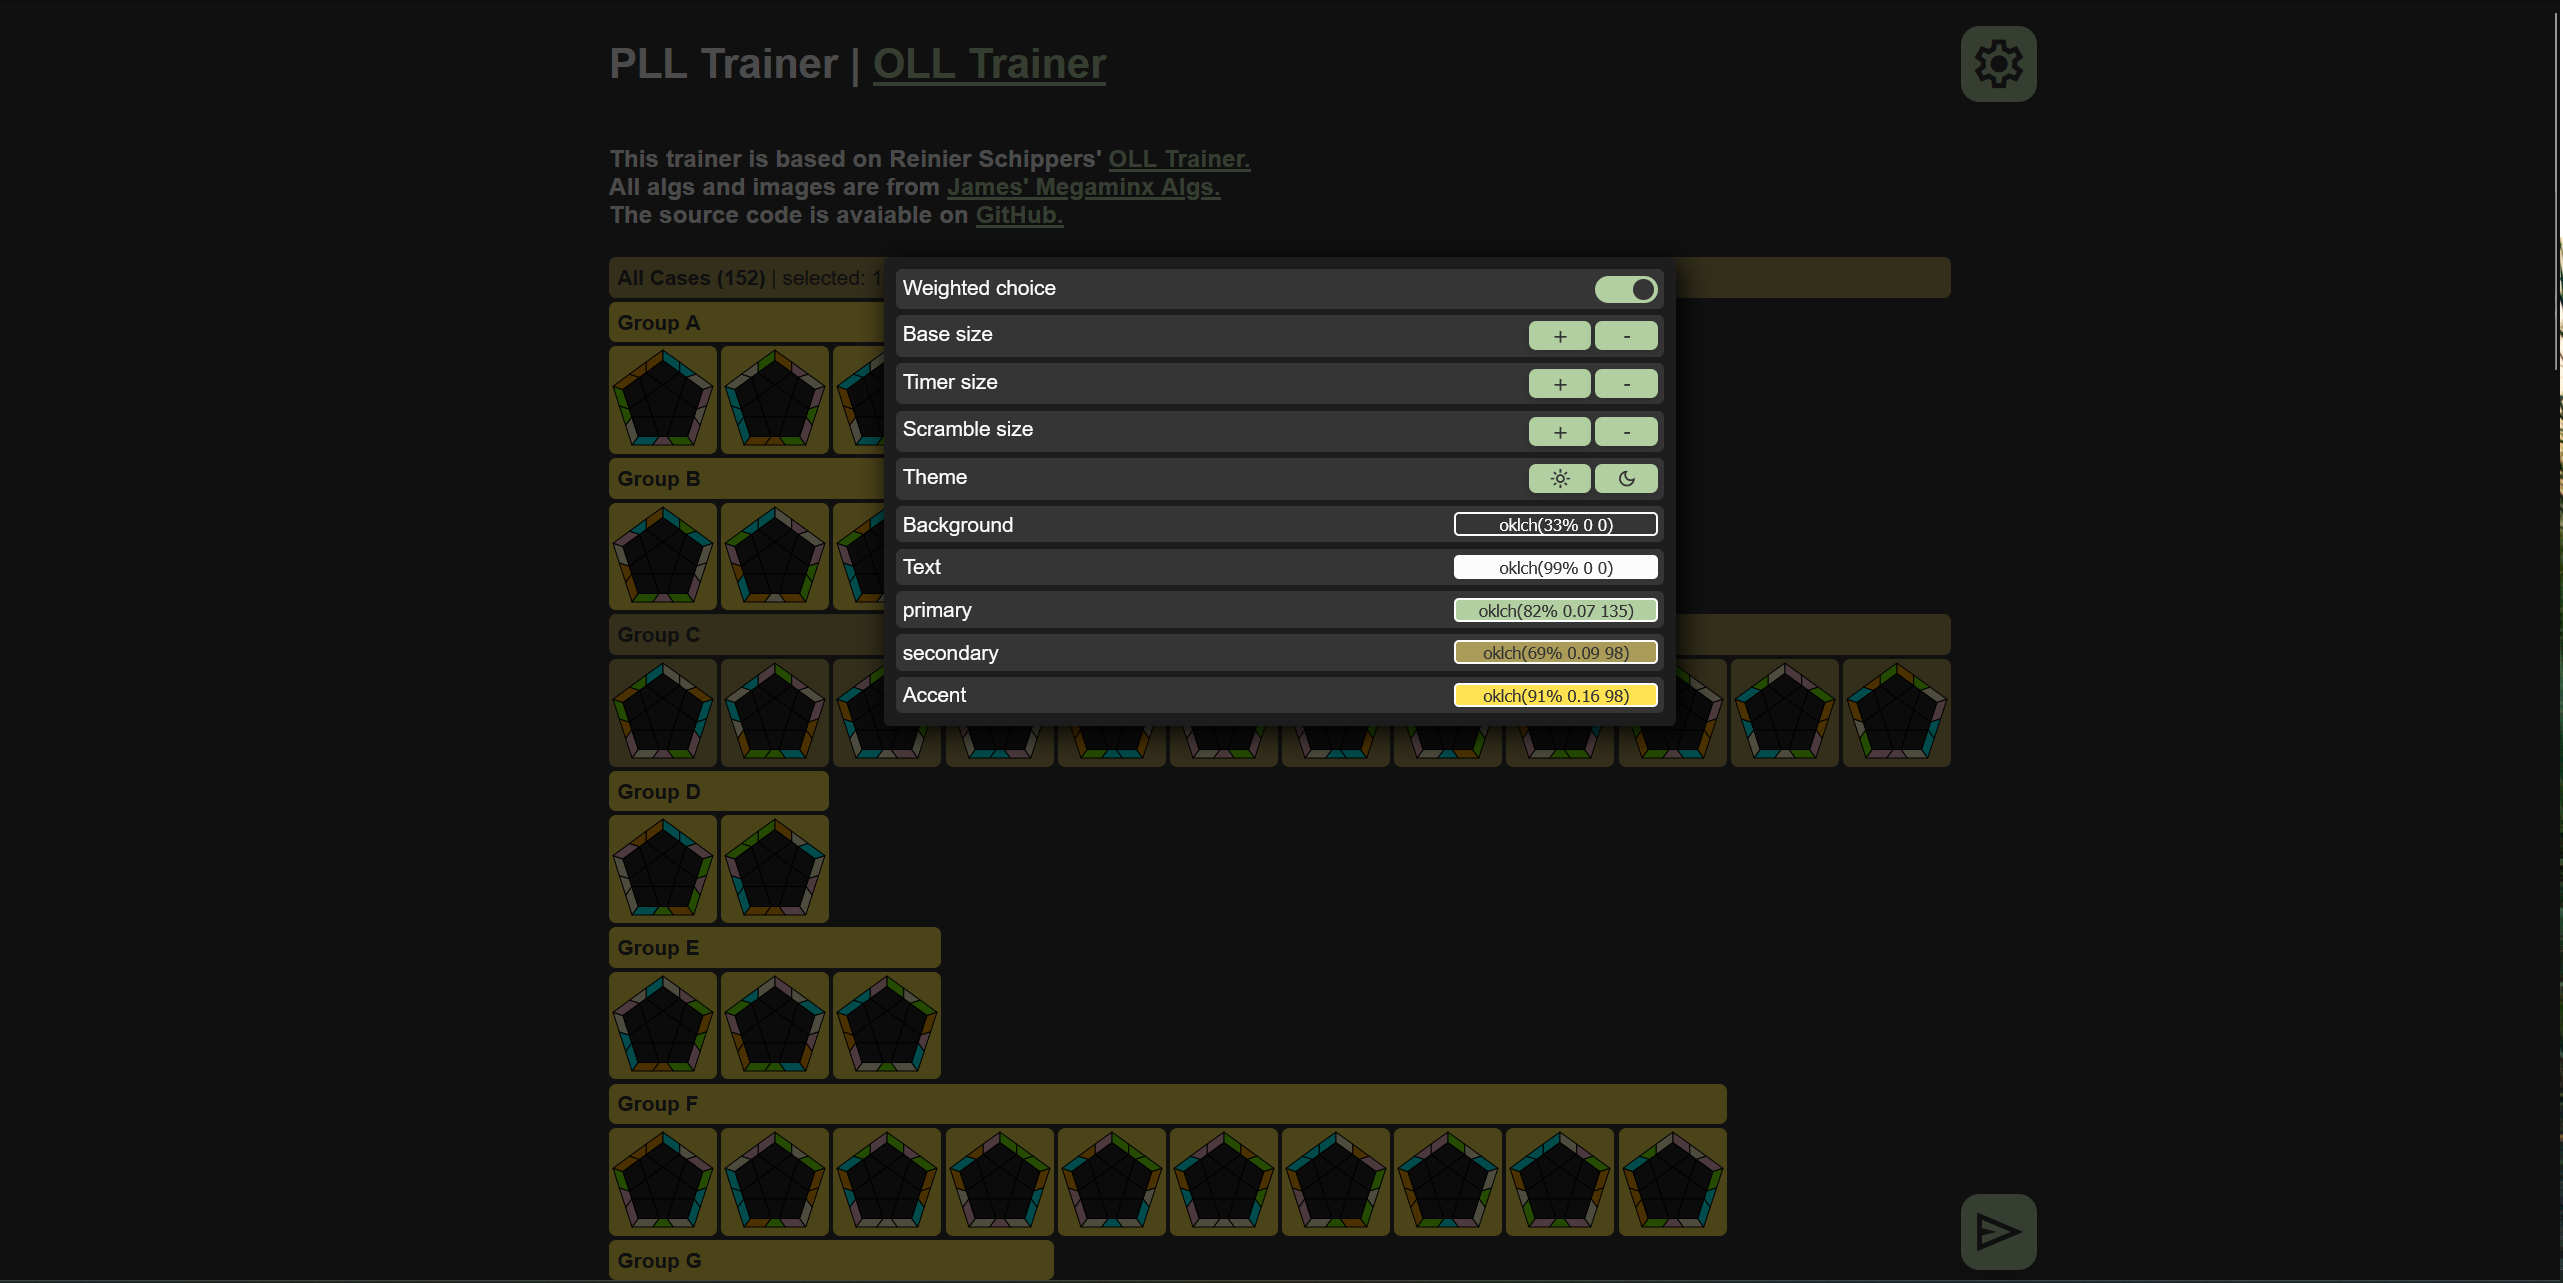 PLL Trainer | OLL Trainer
This trainer is based on Reinier Schippers' OLL Trainer.
All algs and images are from James' Megaminx Algs.
The source code is avaiable on GitHub.
All Cases (152) | selected: 1
Group A
Group B
Group C
Group D
Group E
Group F
Group G
Weighted choice
Base size + -
Timer size + -
Scramble size + -
Theme
Background oklch(33% 0 0)
Text oklch(99% 0 0)
primary oklch(82% 0.07 135)
secondary oklch(69% 0.09 98)
Accent oklch(91% 0.16 98)